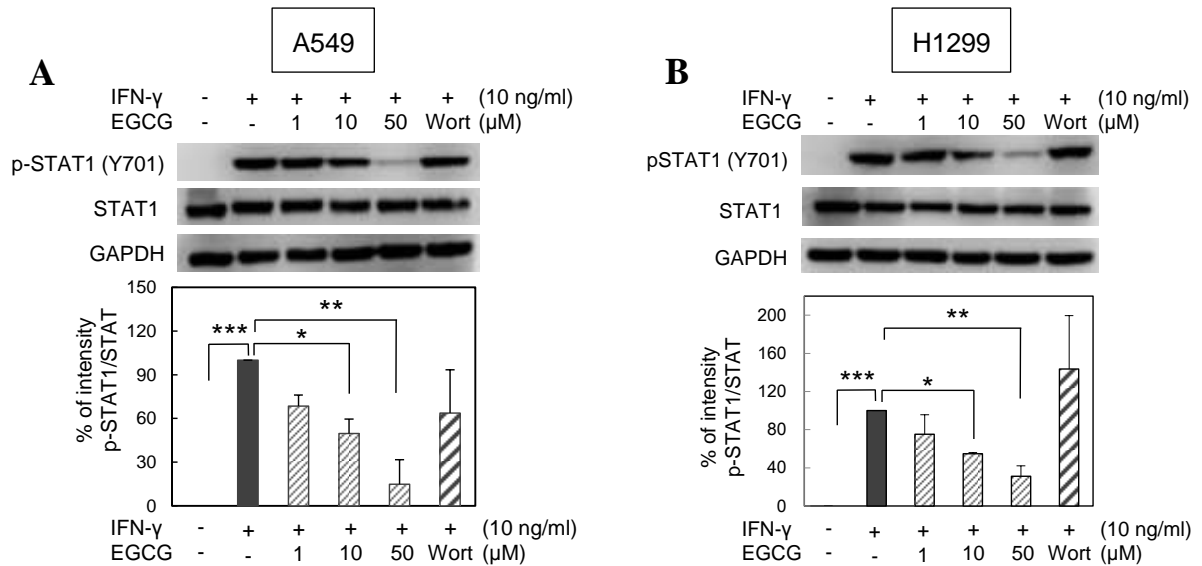 A549
A
IFN-γ - + + + + + (10 ng/ml)
EGCG - - 1 10 50 Wort (μM)
p-STAT1 (Y701)
STAT1
GAPDH
% of intensity
p-STAT1/STAT
150
120
90
60
30
0
***
*
**
IFN-γ - + + + + + (10 ng/ml)
EGCG - - 1 10 50 Wort (μM)
H1299
B
IFN-γ - + + + + + (10 ng/ml)
EGCG - - 1 10 50 Wort (μM)
pSTAT1 (Y701)
STAT1
GAPDH
% of intensity
p-STAT1/STAT
200
160
120
80
40
0
***
*
**
IFN-γ - + + + + + (10 ng/ml)
EGCG - - 1 10 50 Wort (μM)